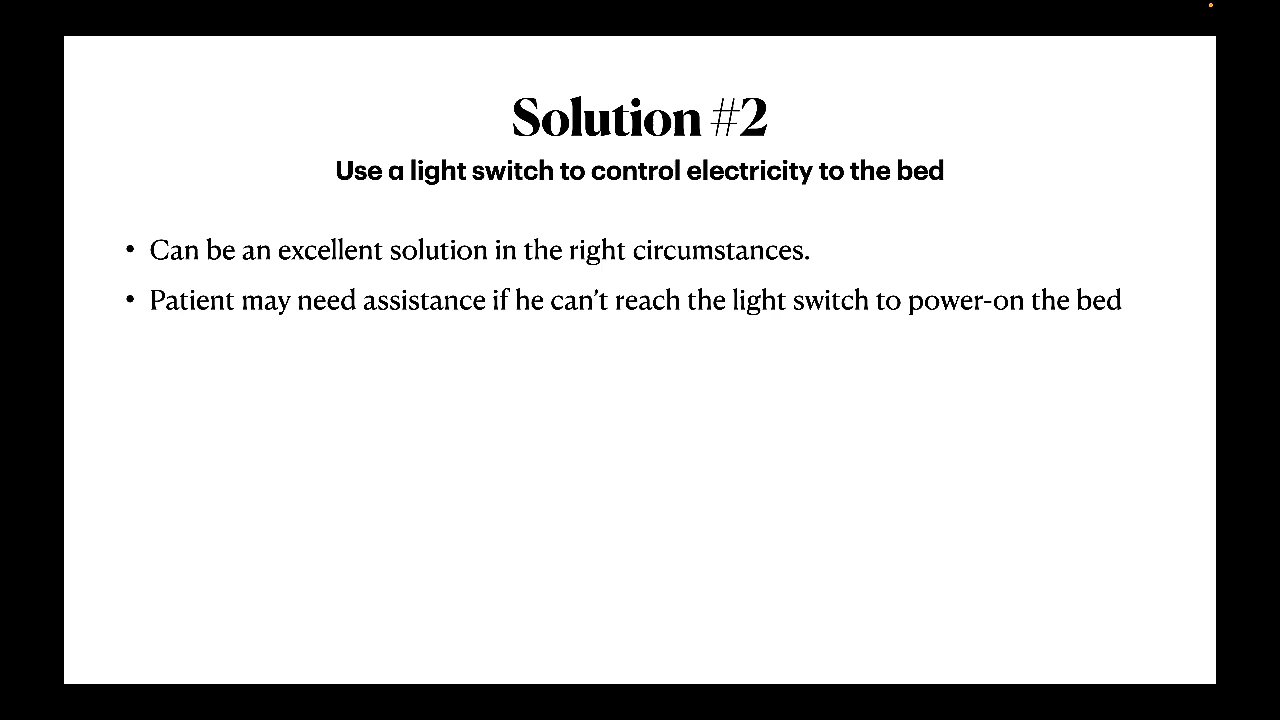 Solution #2
Use a light switch to control electricity to the bed
• Can be an excellent solution in the right circumstances.
• Patient may need assistance if he can’t reach the light switch to power-on the bed